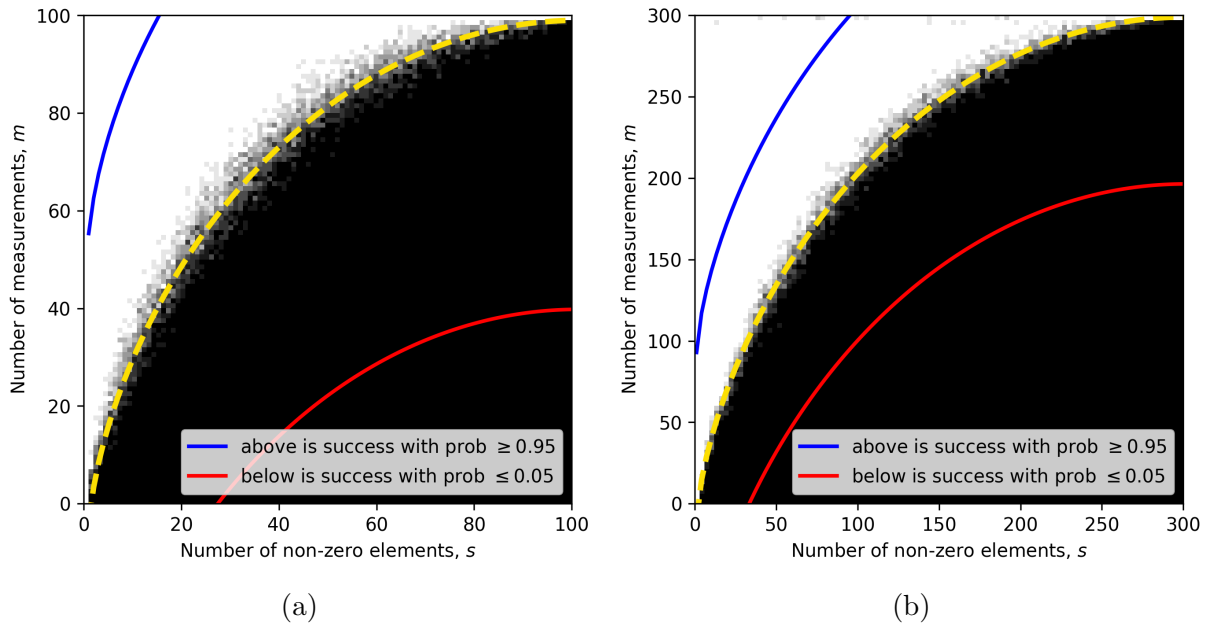 100
80
60
40
20
0
Number of measurements, m
0 20 40 60 80 100
Number of non-zero elements, s
above is success with prob ≥ 0.95
below is success with prob ≤ 0.05
(a)
300
250
200
150
100
50
0
Number of measurements, m
0 50 100 150 200 250 300
Number of non-zero elements, s
above is success with prob ≥ 0.95
below is success with prob ≤ 0.05
(b)